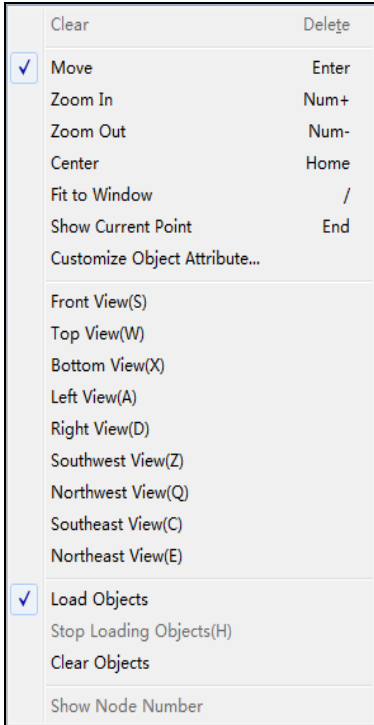 Clear Delete
Move Enter
Zoom In Num+
Zoom Out Num-
Center Home
Fit to Window /
Show Current Point End
Customize Object Attribute...
Front View(S)
Top View(W)
Bottom View(X)
Left View(A)
Right View(D)
Southwest View(Z)
Northwest View(Q)
Southeast View(C)
Northeast View(E)
Load Objects
Stop Loading Objects(H)
Clear Objects
Show Node Number